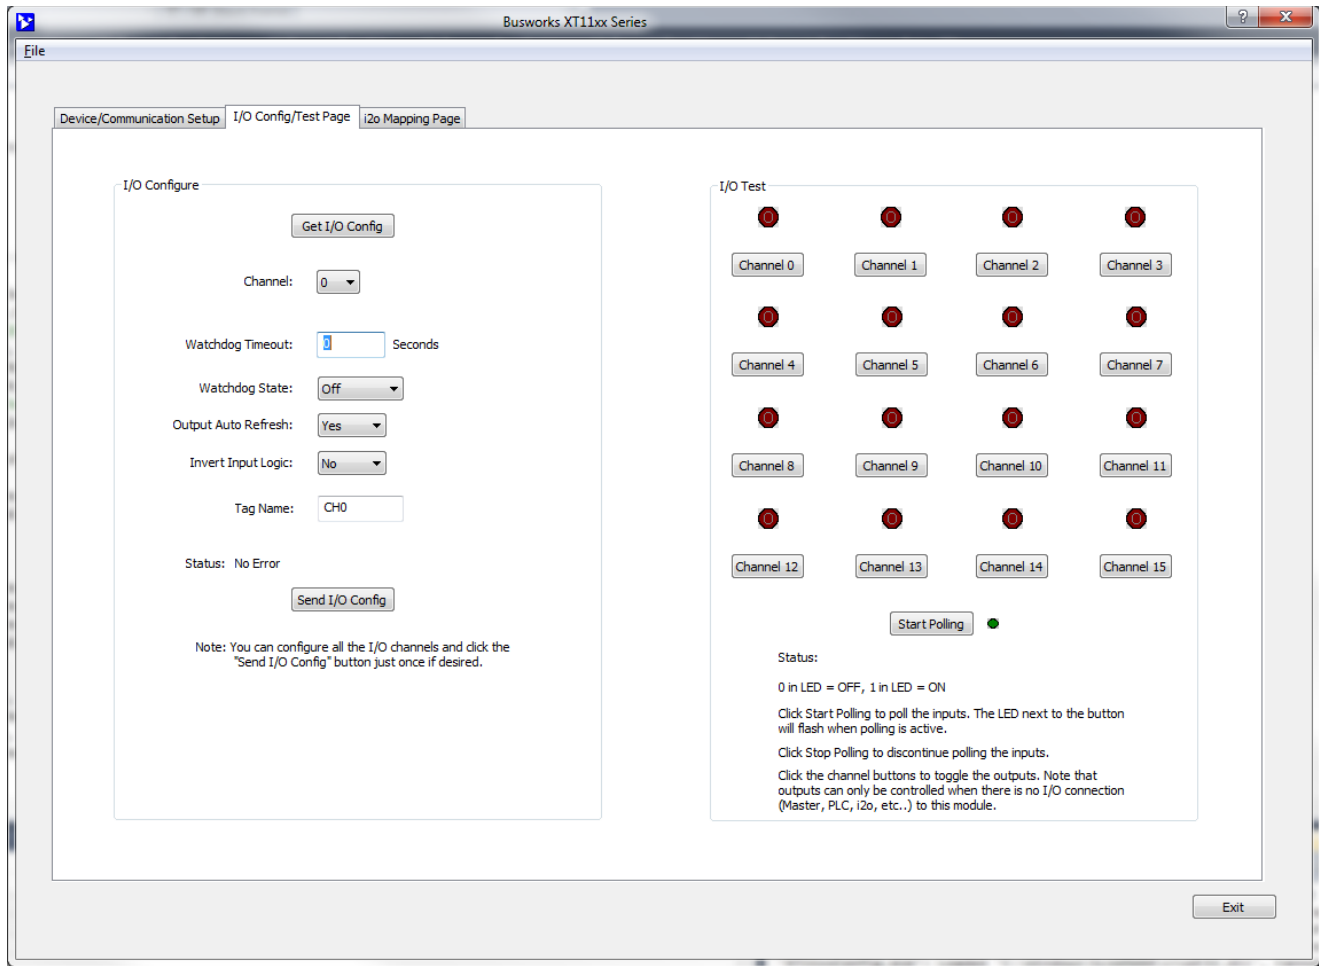 Busworks XT11xx Series
File
Device/Communication Setup
I/O Config/Test Page
i2o Mapping Page
I/O Configure
Get I/O Config
Channel: 0
Watchdog Timeout: 0 Seconds
Watchdog State: Off
Output Auto Refresh: Yes
Invert Input Logic: No
Tag Name: CH0
Status: No Error
Send I/O Config
Note: You can configure all the I/O channels and click the
"Send I/O Config" button just once if desired.
I/O Test
0 0 0 0
Channel 0 Channel 1 Channel 2 Channel 3
0 0 0 0
Channel 4 Channel 5 Channel 6 Channel 7
0 0 0 0
Channel 8 Channel 9 Channel 10 Channel 11
0 0 0 0
Channel 12 Channel 13 Channel 14 Channel 15
Start Polling
Status:
0 in LED = OFF, 1 in LED = ON
Click Start Polling to poll the inputs. The LED next to the button
will flash when polling is active.
Click Stop Polling to discontinue polling the inputs.
Click the channel buttons to toggle the outputs. Note that
outputs can only be controlled when there is no I/O connection
(Master, PLC, i2o, etc..) to this module.
Exit